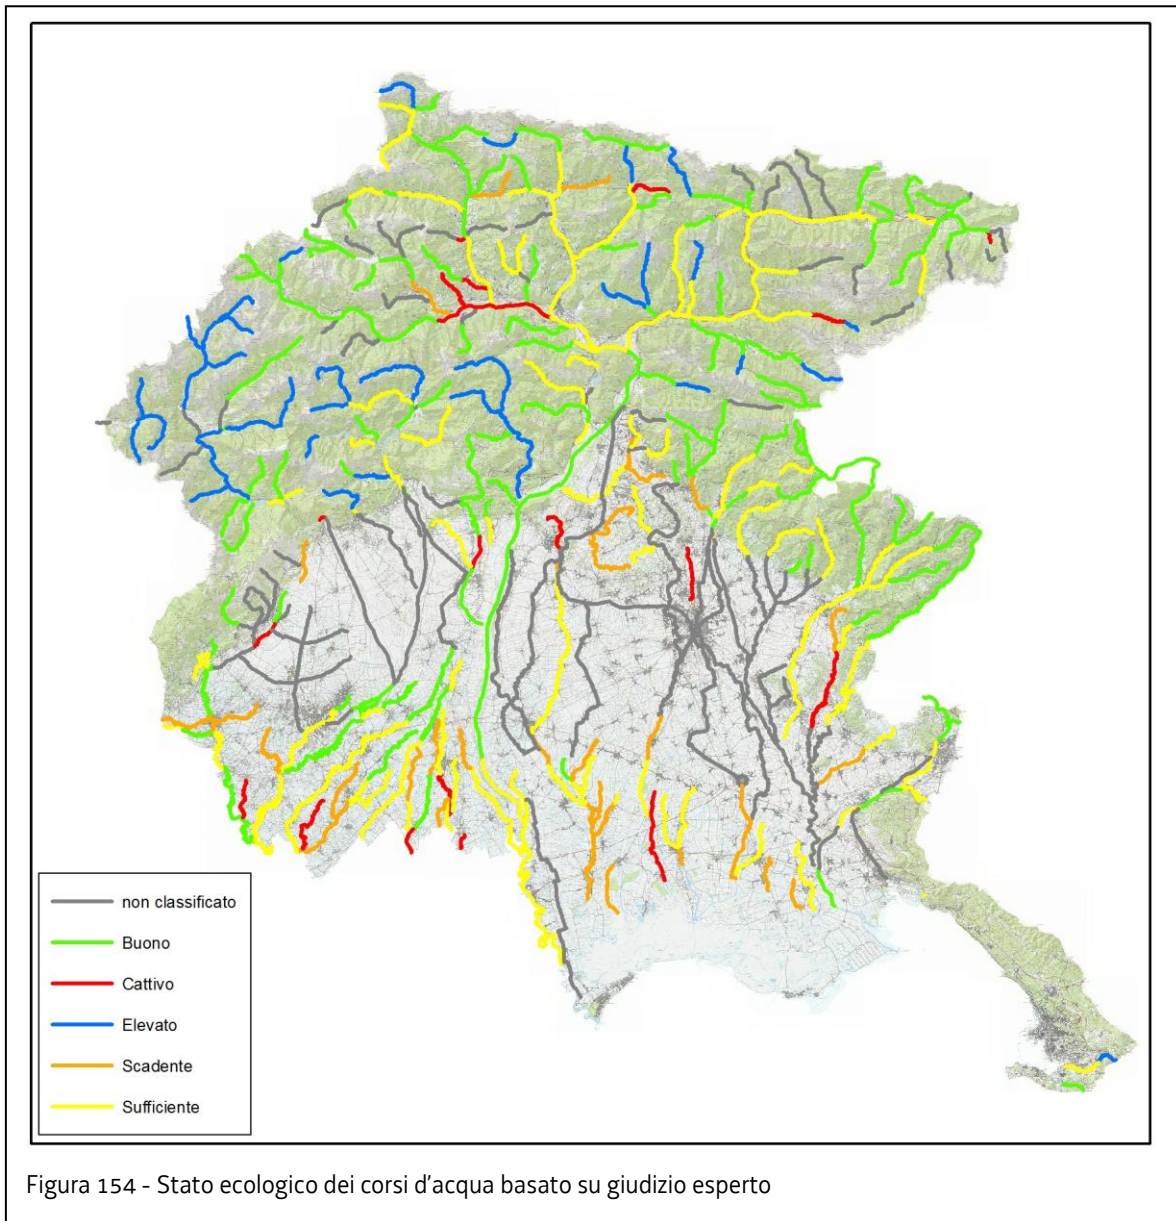 non classificato
Buono
Cattivo
Elevato
Scadente
Sufficiente
Figura 154 - Stato ecologico dei corsi d'acqua basato su giudizio esperto